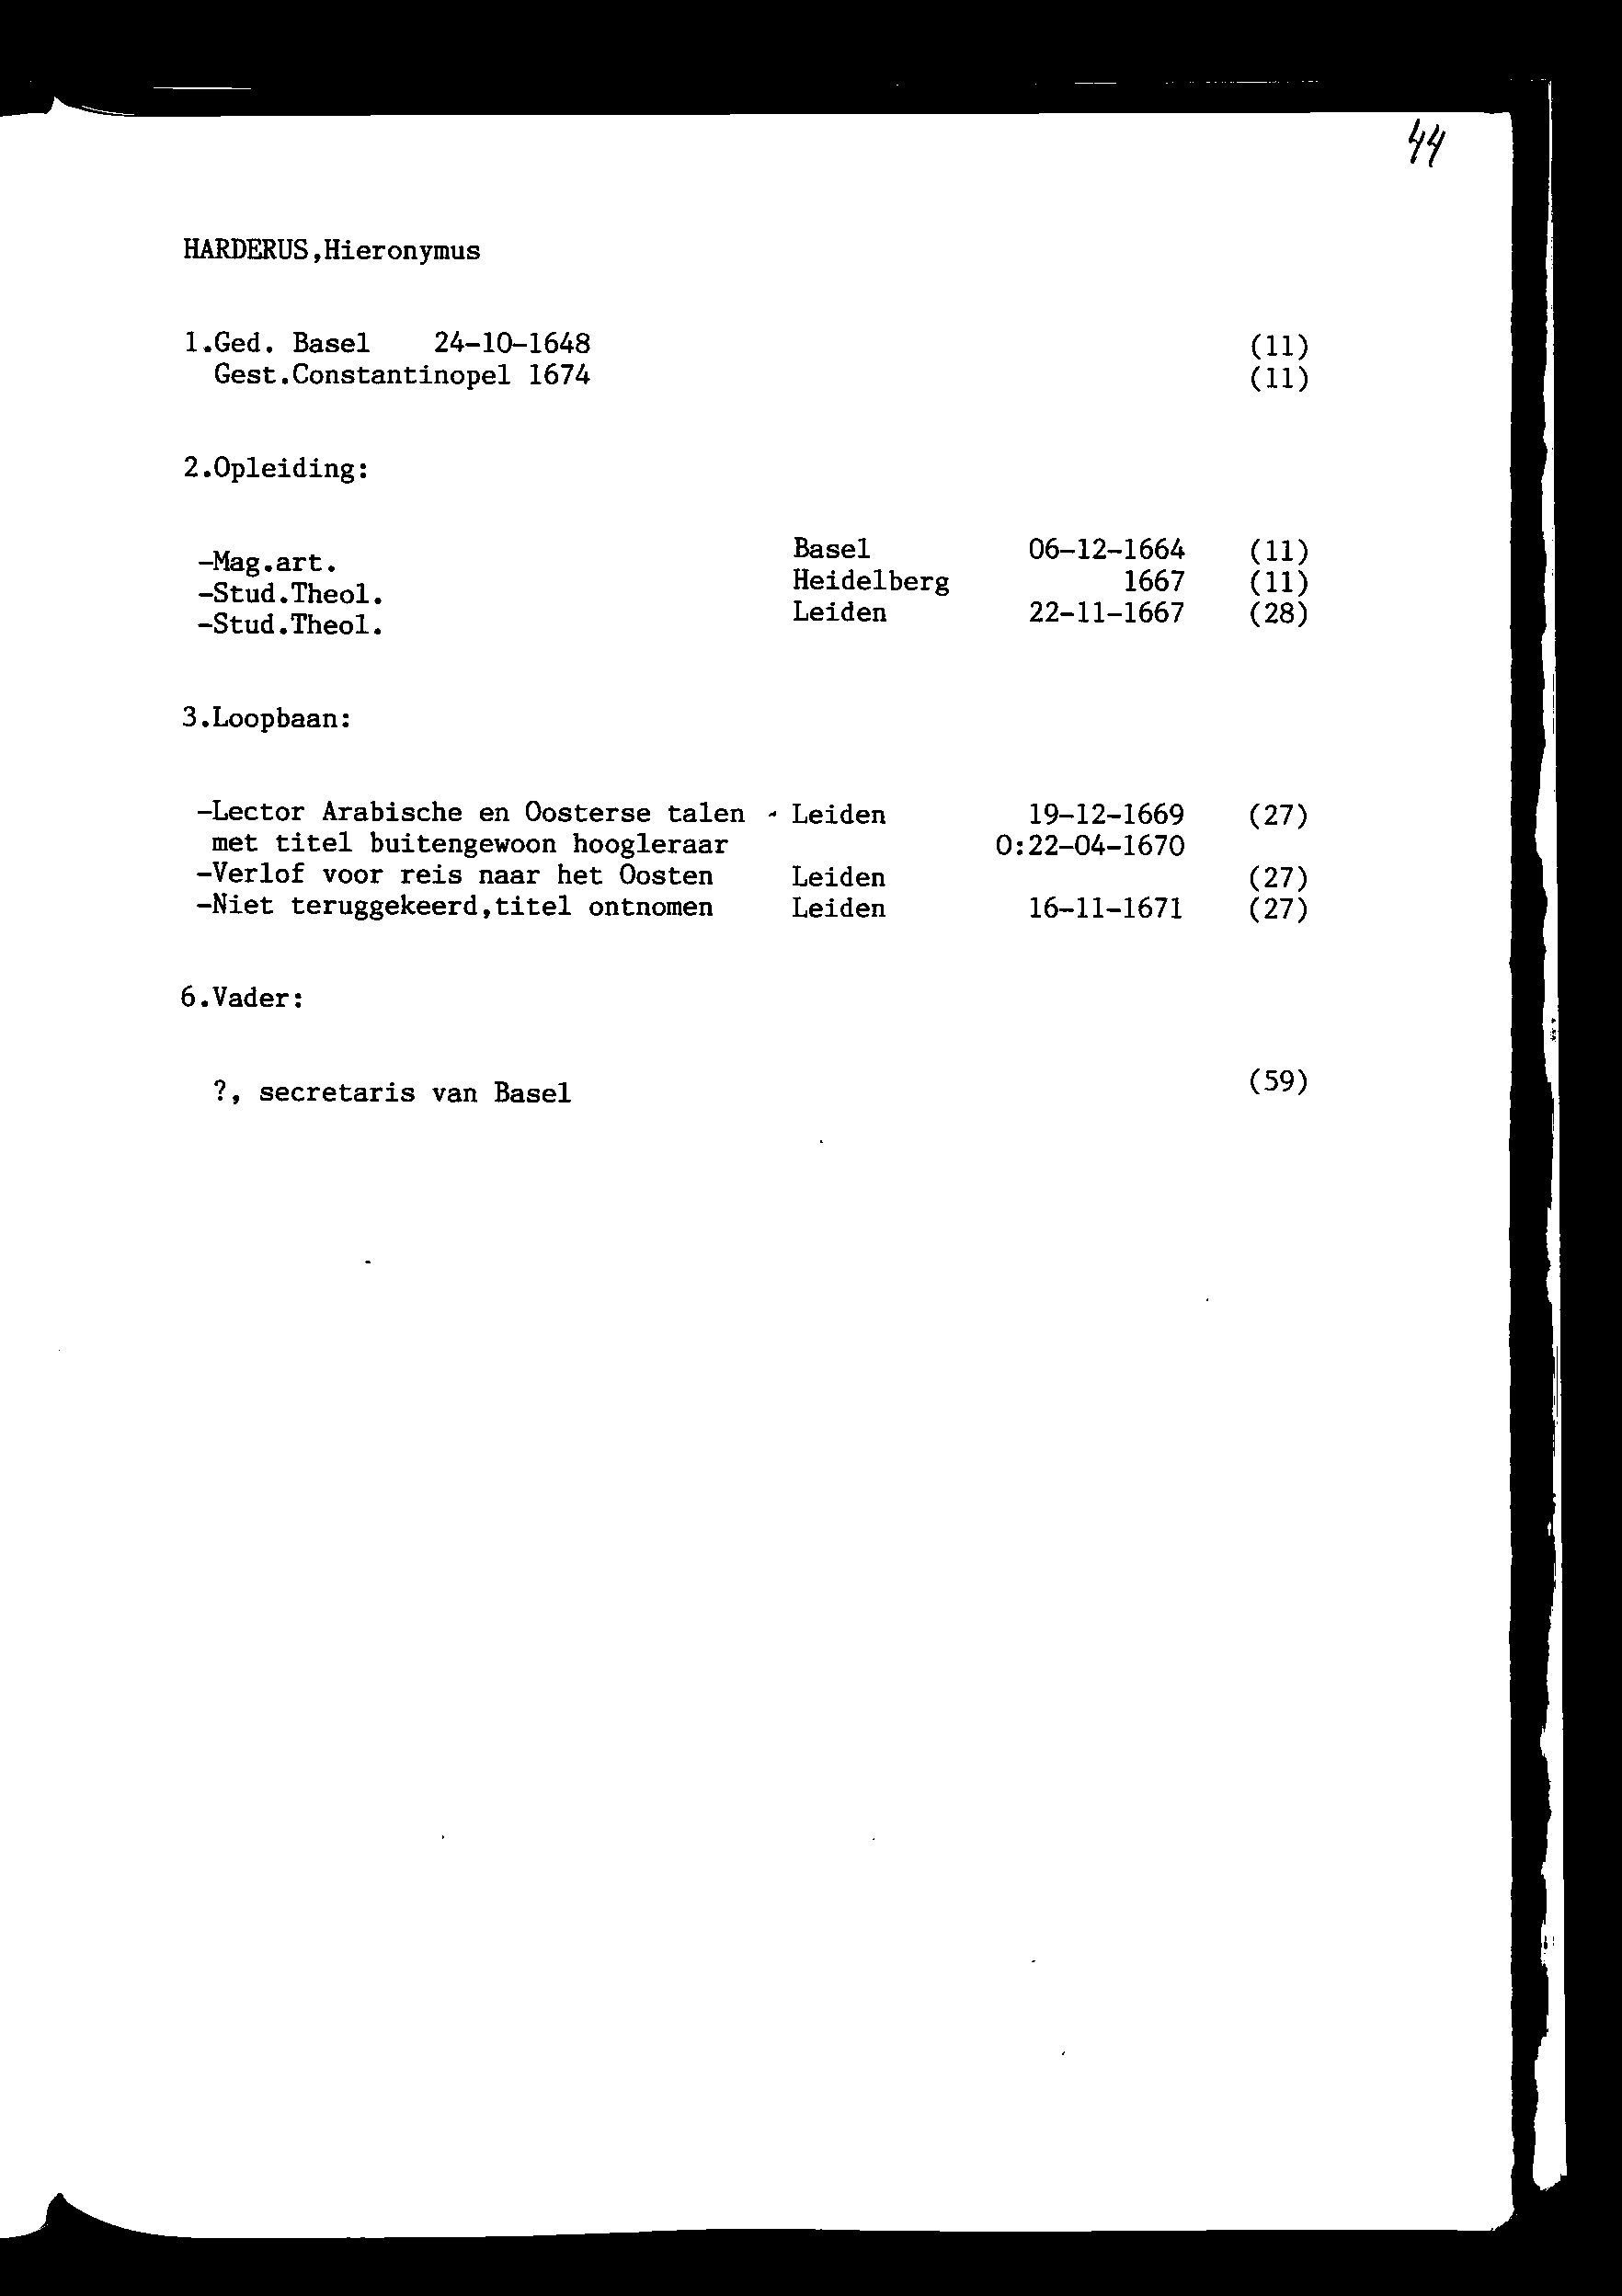 44
HARDERUS,Hieronymus
1.Ged. Basel 24-10-1648 (11)
Gest.Constantinopel 1674 (11)
2.Opleiding:
-Mag.art. Basel 06-12-1664 (11)
-Stud.Theol. Heidelberg 1667 (11)
-Stud.Theol. Leiden 22-11-1667 (28)
3.Loopbaan:
-Lector Arabische en Oosterse talen - Leiden 19-12-1669 (27)
met titel buitengewoon hoogleraar O:22-04-1670
-Verlof voor reis naar het Oosten Leiden (27)
-Niet teruggekeerd,titel ontnomen Leiden 16-11-1671 (27)
6.Vader:
?, secretaris van Basel (59)